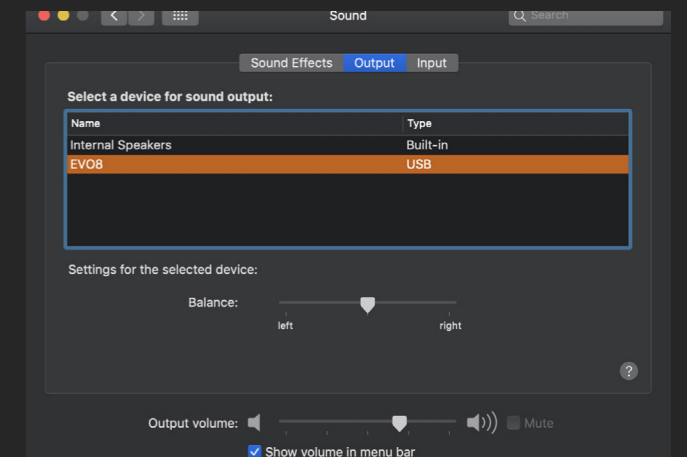 Sound
Search
Sound Effects Output Input
Select a device for sound output:
Name Type
Internal Speakers Built-in
EVO8 USB
Settings for the selected device:
Balance:
left right
?
Output volume: Mute
Show volume in menu bar